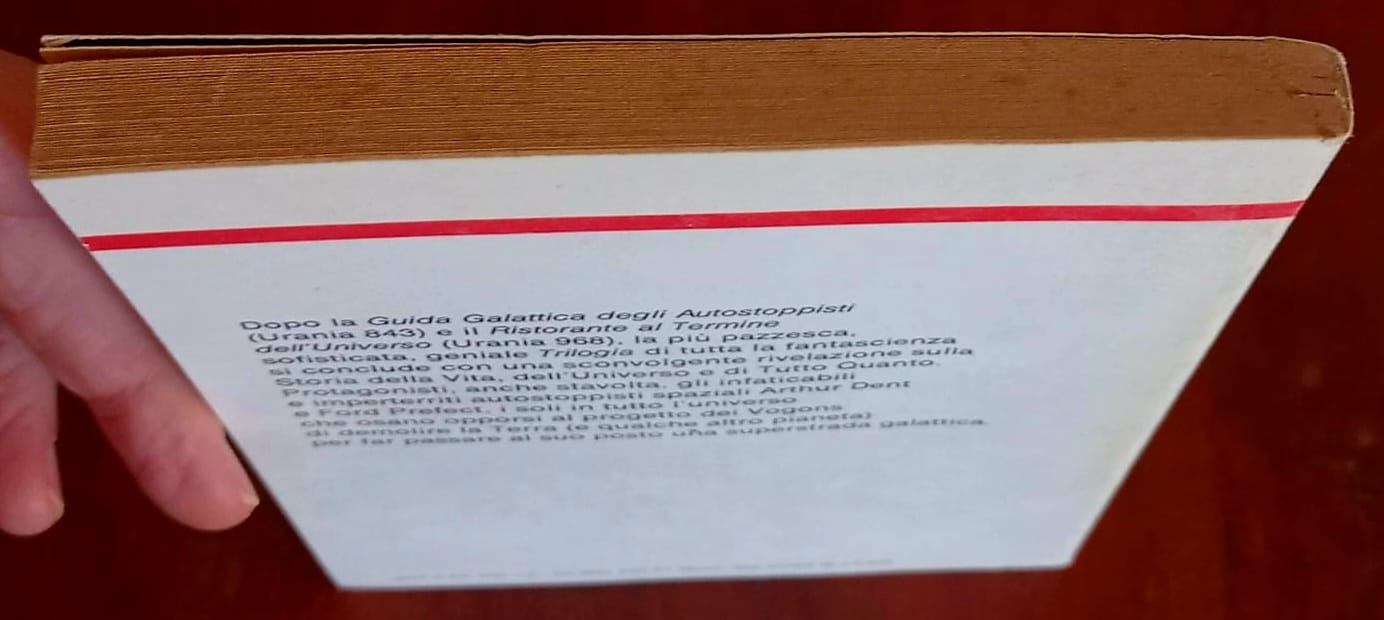 Dopo la Guida Galattica degli Autostoppisti
(Urania 843) e il Ristorante al Termine
dell'Universo (Urania 968), la più pazzesca,
sofisticata, geniale Trilogia di tutta la fantascienza
si conclude con una sconvolgente rivelazione sulla
Storia della Vita, dell'Universo e di Tutto Quanto.
Protagonisti, anche stavolta, gli infaticabili
e imperterriti autostoppisti spaziali Arthur Dent
e Ford Prefect, i soli in tutto l'universo
che osano opporsi al progetto dei Vogons
di demolire la Terra (e qualche altro pianeta)
per far passare al suo posto una superstrada galattica.